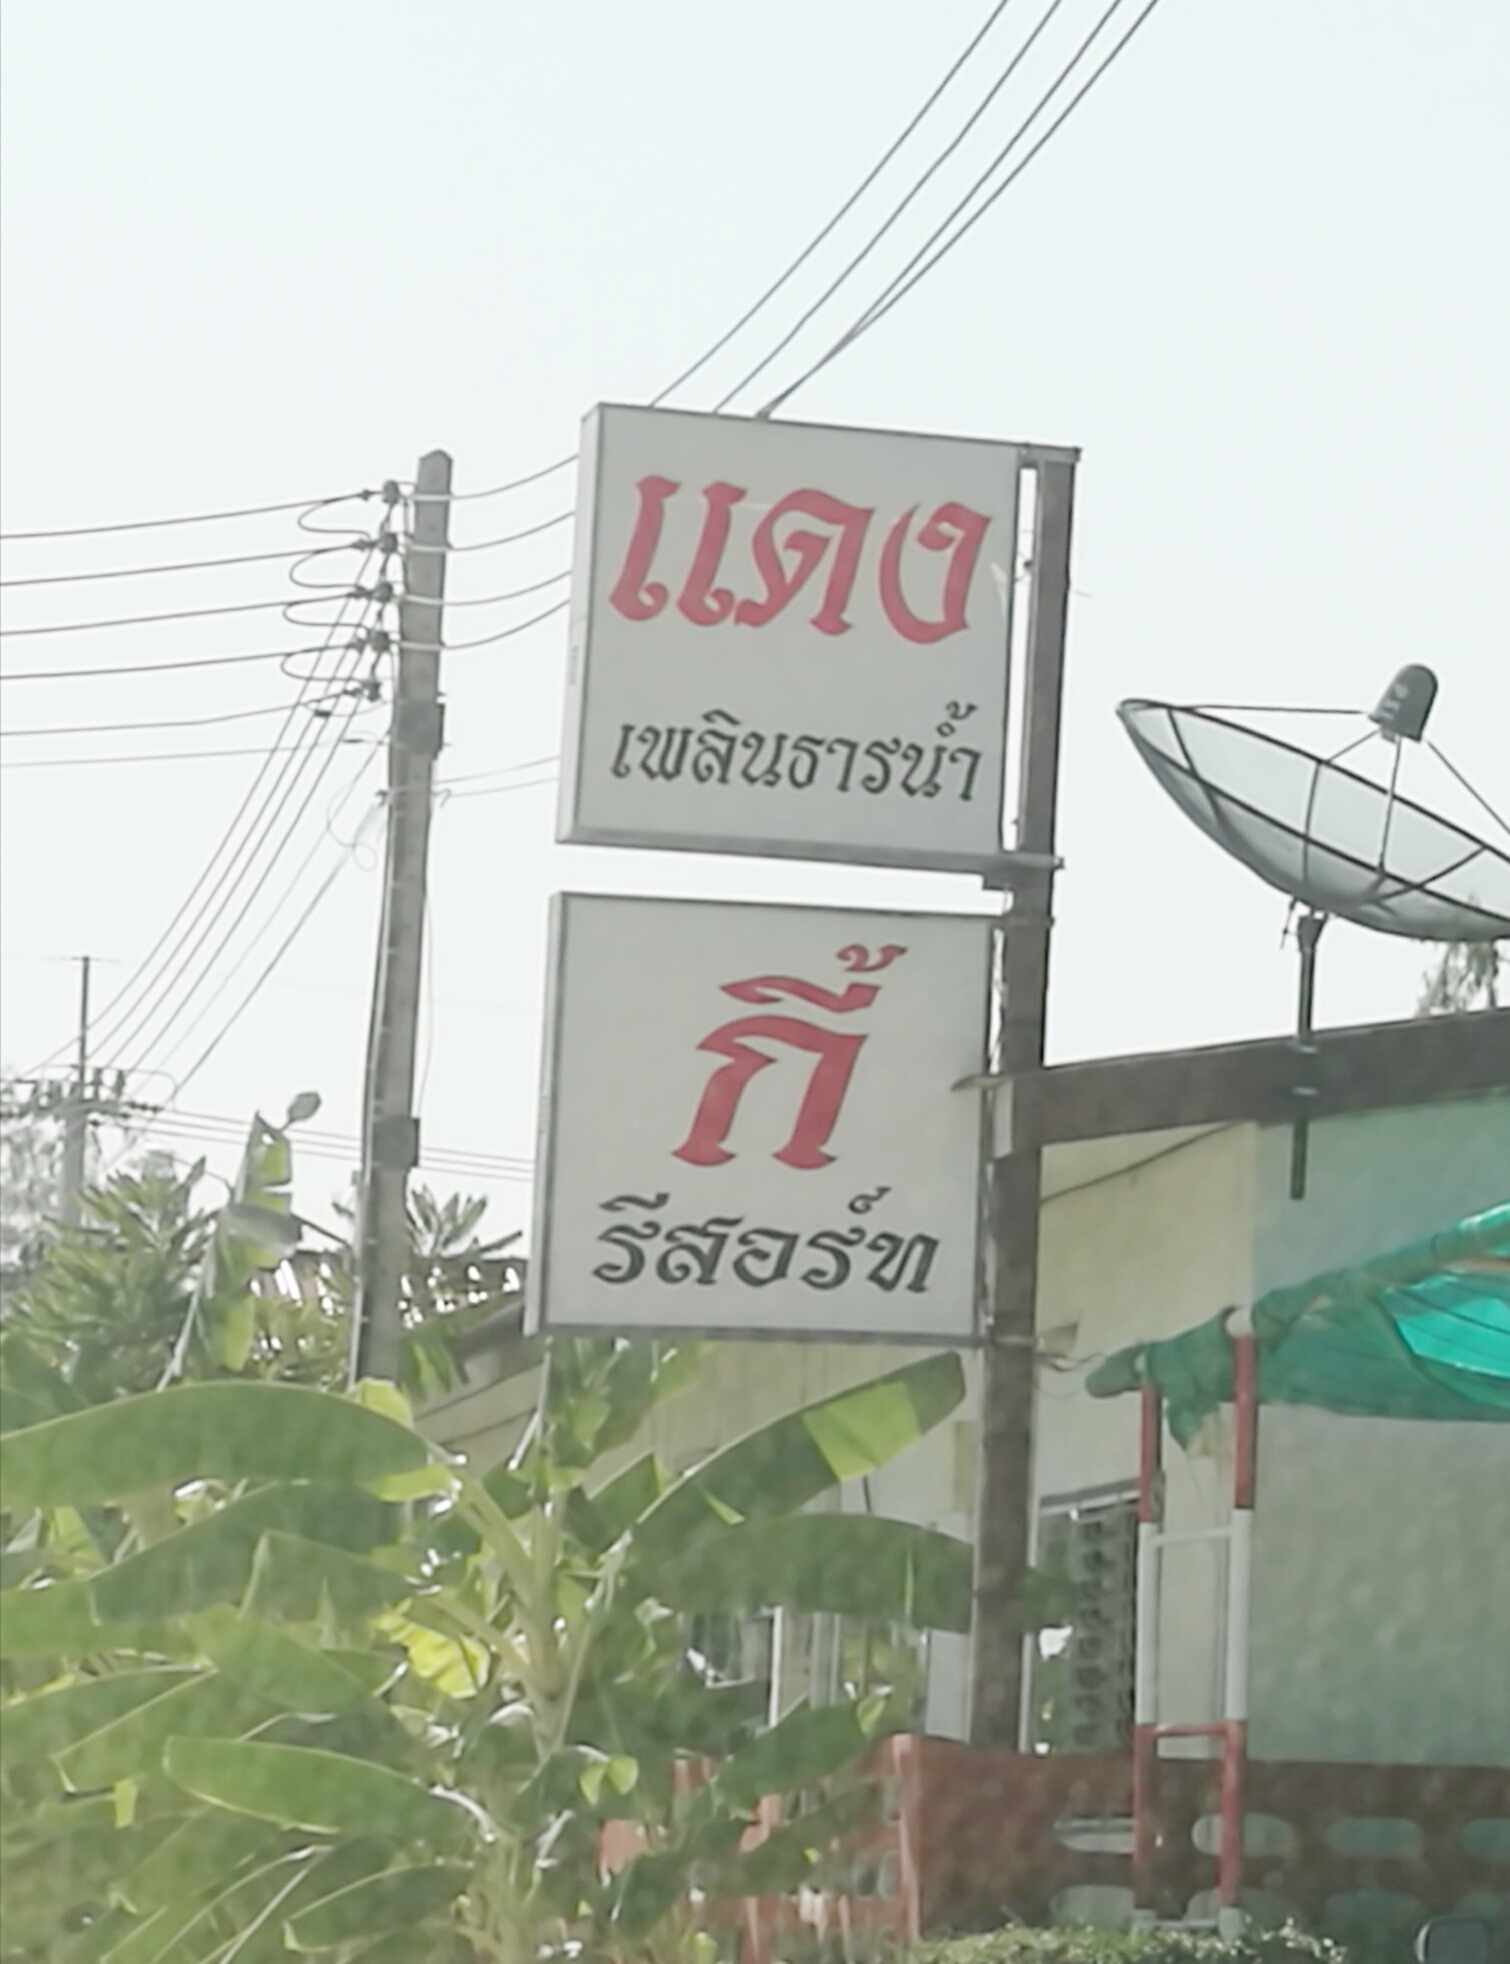 แดง
เพลินธารน้ำ
กี้
รีสอร์ท